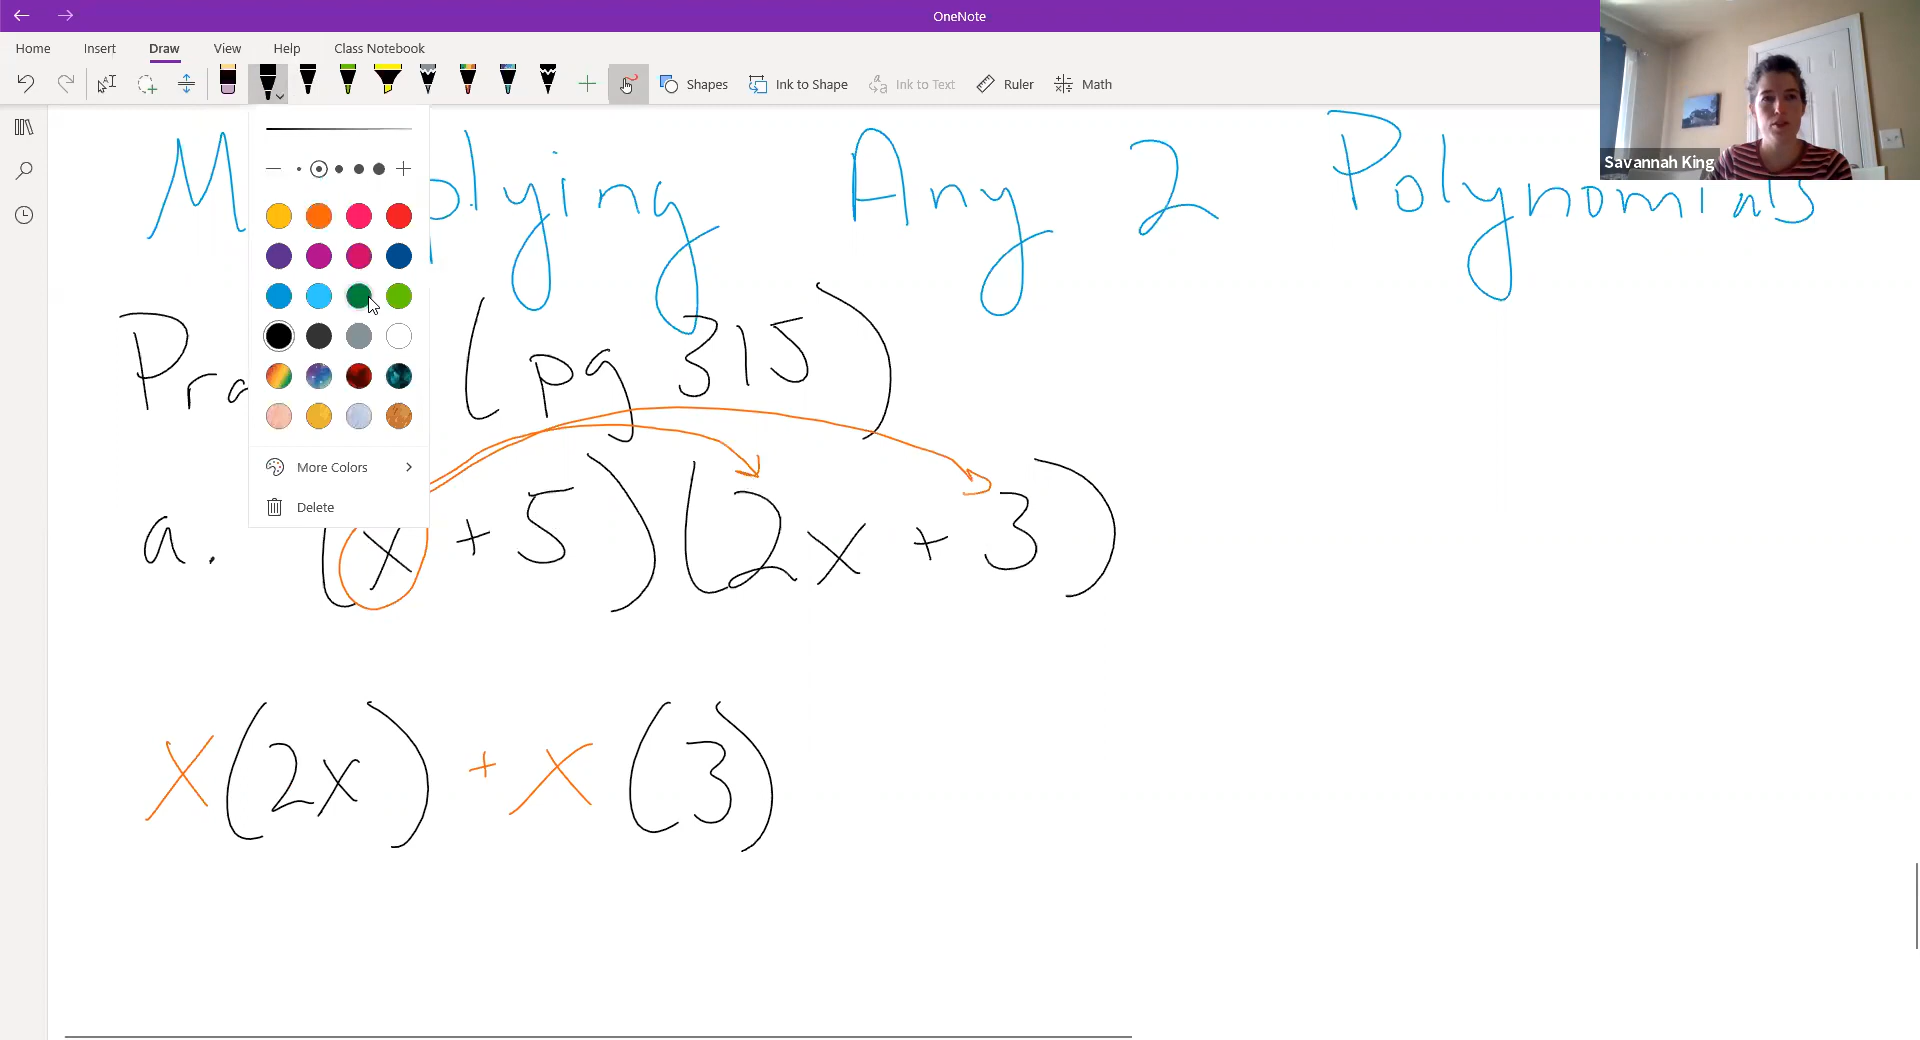 OneNote
Home Insert Draw View Help Class Notebook
Shapes Ink to Shape Ink to Text Ruler Math
Savannah King
Any 2 Polynomials
(pg 315)
More Colors
Delete
a. (x + 5)(2x + 3)
x(2x) + x(3)